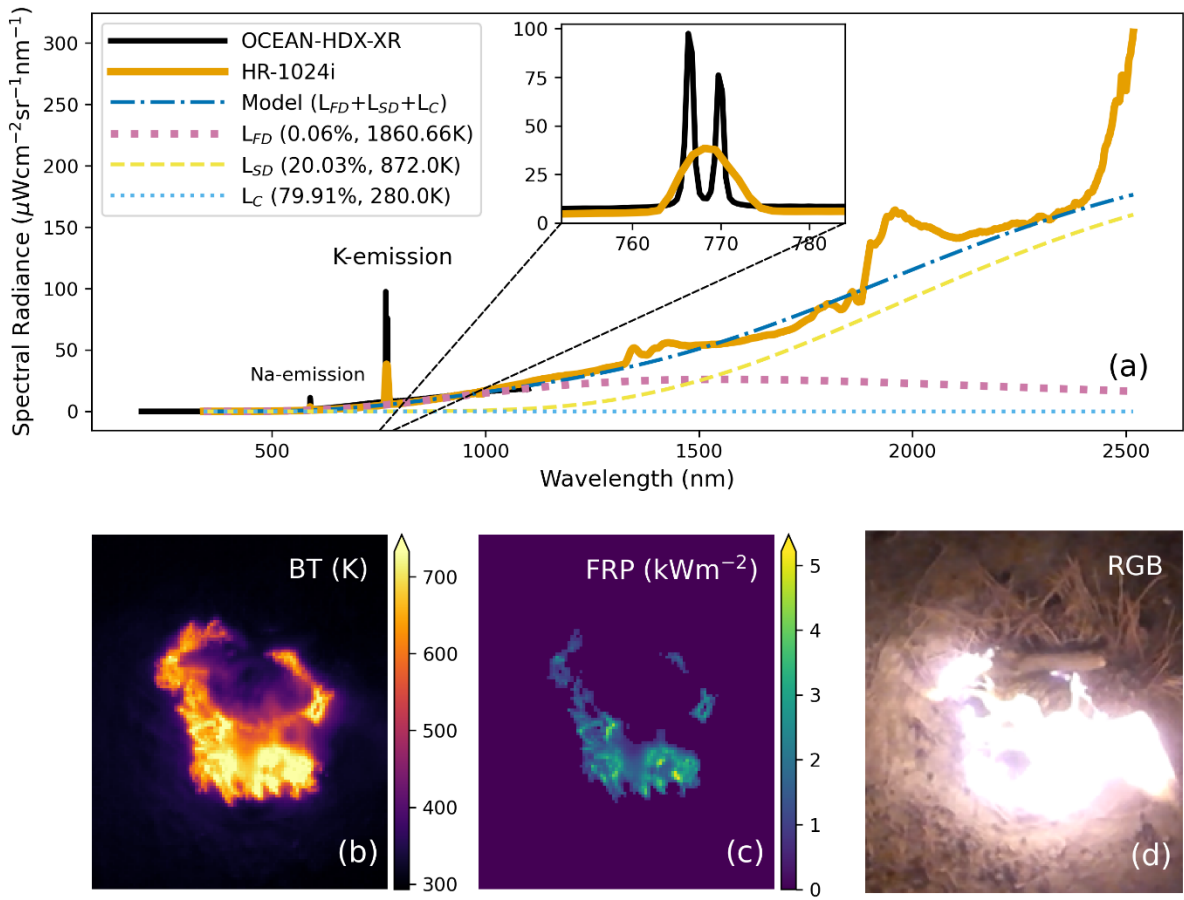 Spectral Radiance (μWcm⁻²sr⁻¹nm⁻¹)
300
250
200
150
100
50
0
OCEAN-HDX-XR
HR-1024i
Model (L_FD+L_SD+L_C)
L_FD (0.06%, 1860.66K)
L_SD (20.03%, 872.0K)
L_C (79.91%, 280.0K)
100
75
50
25
0
760 770 780
K-emission
Na-emission
(a)
500 1000 1500 2000 2500
Wavelength (nm)
BT (K)
700
600
500
400
300
(b)
FRP (kWm⁻²)
5
4
3
2
1
0
(c)
RGB
(d)